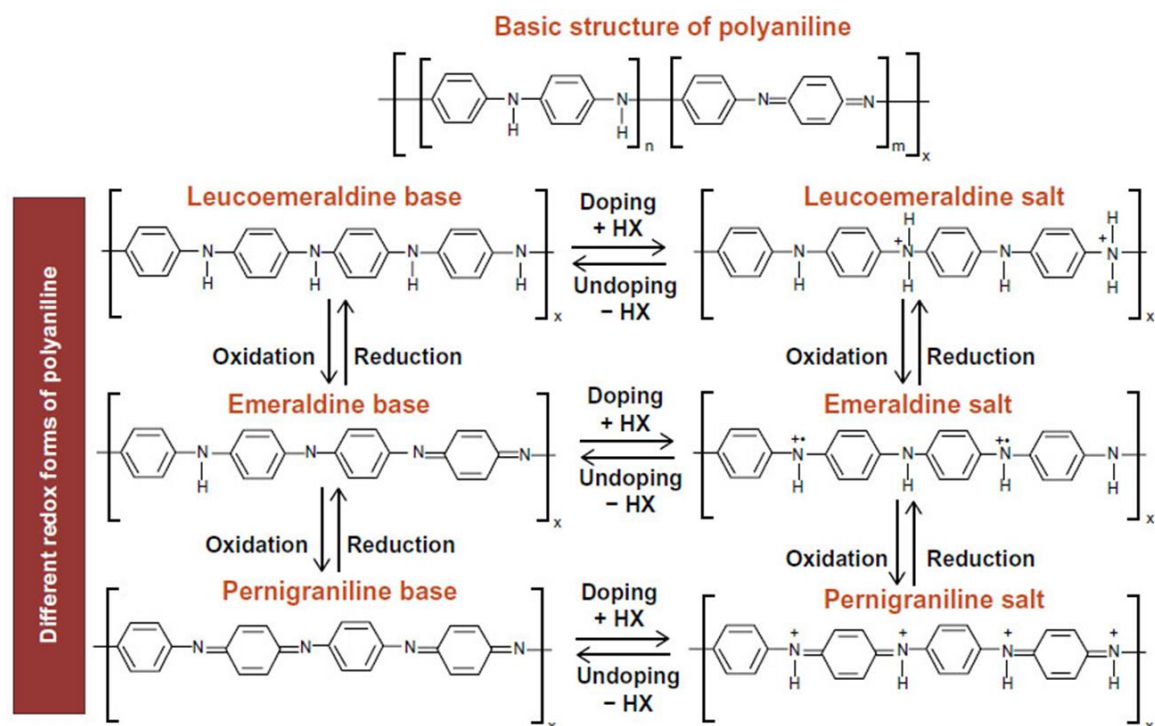 Basic structure of polyaniline
N N N N
H H
n m x
Different redox forms of polyaniline
Leucoemeraldine base
N N N N
H H H H
x
Doping
+ HX
Undoping
− HX
Leucoemeraldine salt
H H
N +N N +N
H H H H
x
Oxidation Reduction
Oxidation Reduction
Emeraldine base
N N N N
H
x
Doping
+ HX
Undoping
− HX
Emeraldine salt
+• +•
N N N N
H H H H
x
Oxidation Reduction
Oxidation Reduction
Pernigraniline base
N N N N
x
Doping
+ HX
Undoping
− HX
Pernigraniline salt
+ + + +
N N N N
H H H H
x